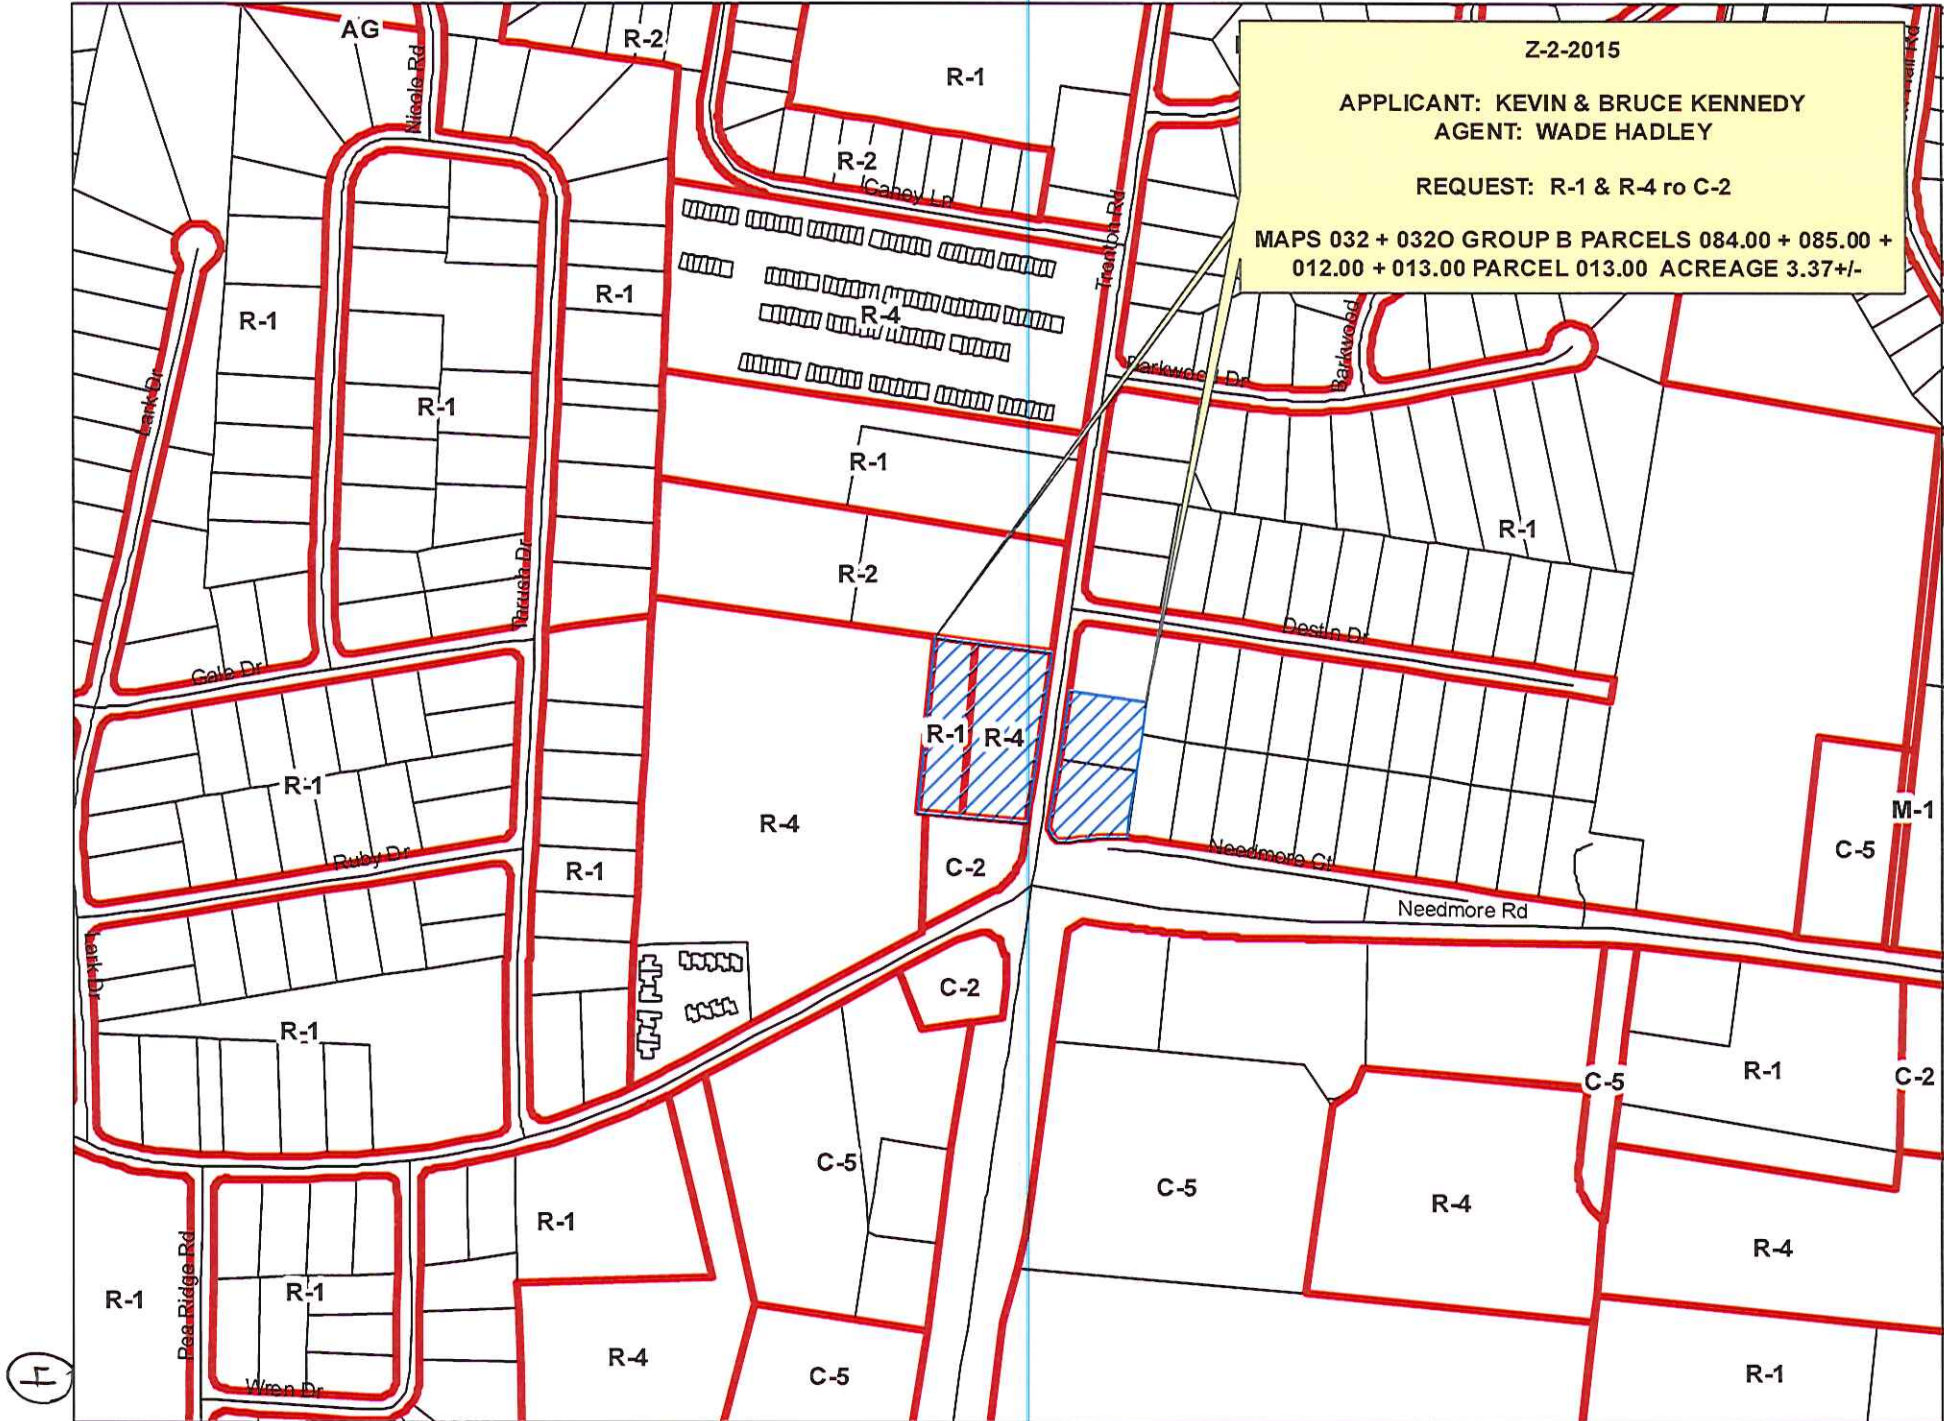 AG
R-2
R-1
Z-2-2015
APPLICANT: KEVIN & BRUCE KENNEDY
AGENT: WADE HADLEY
REQUEST: R-1 & R-4 ro C-2
MAPS 032 + 032O GROUP B PARCELS 084.00 + 085.00 +
012.00 + 013.00 PARCEL 013.00 ACREAGE 3.37+/-
Nicole Rd
R-2
Caney Ln
Trenton Rd
R-1
R-1
R-4
Barkwood
Barkwood Dr
Lark Dr
R-1
R-1
R-2
R-1
Thrush Dr
Destin Dr
Gale Dr
R-1
R-4
R-1
R-4
C-5
M-1
Ruby Dr
R-1
C-2
Needmore Ct
Needmore Rd
Lark Dr
C-2
R-1
C-5
R-1
C-2
C-5
C-5
R-4
R-1
R-4
Pea Ridge Rd
R-1
R-1
R-4
C-5
R-1
Wren Dr